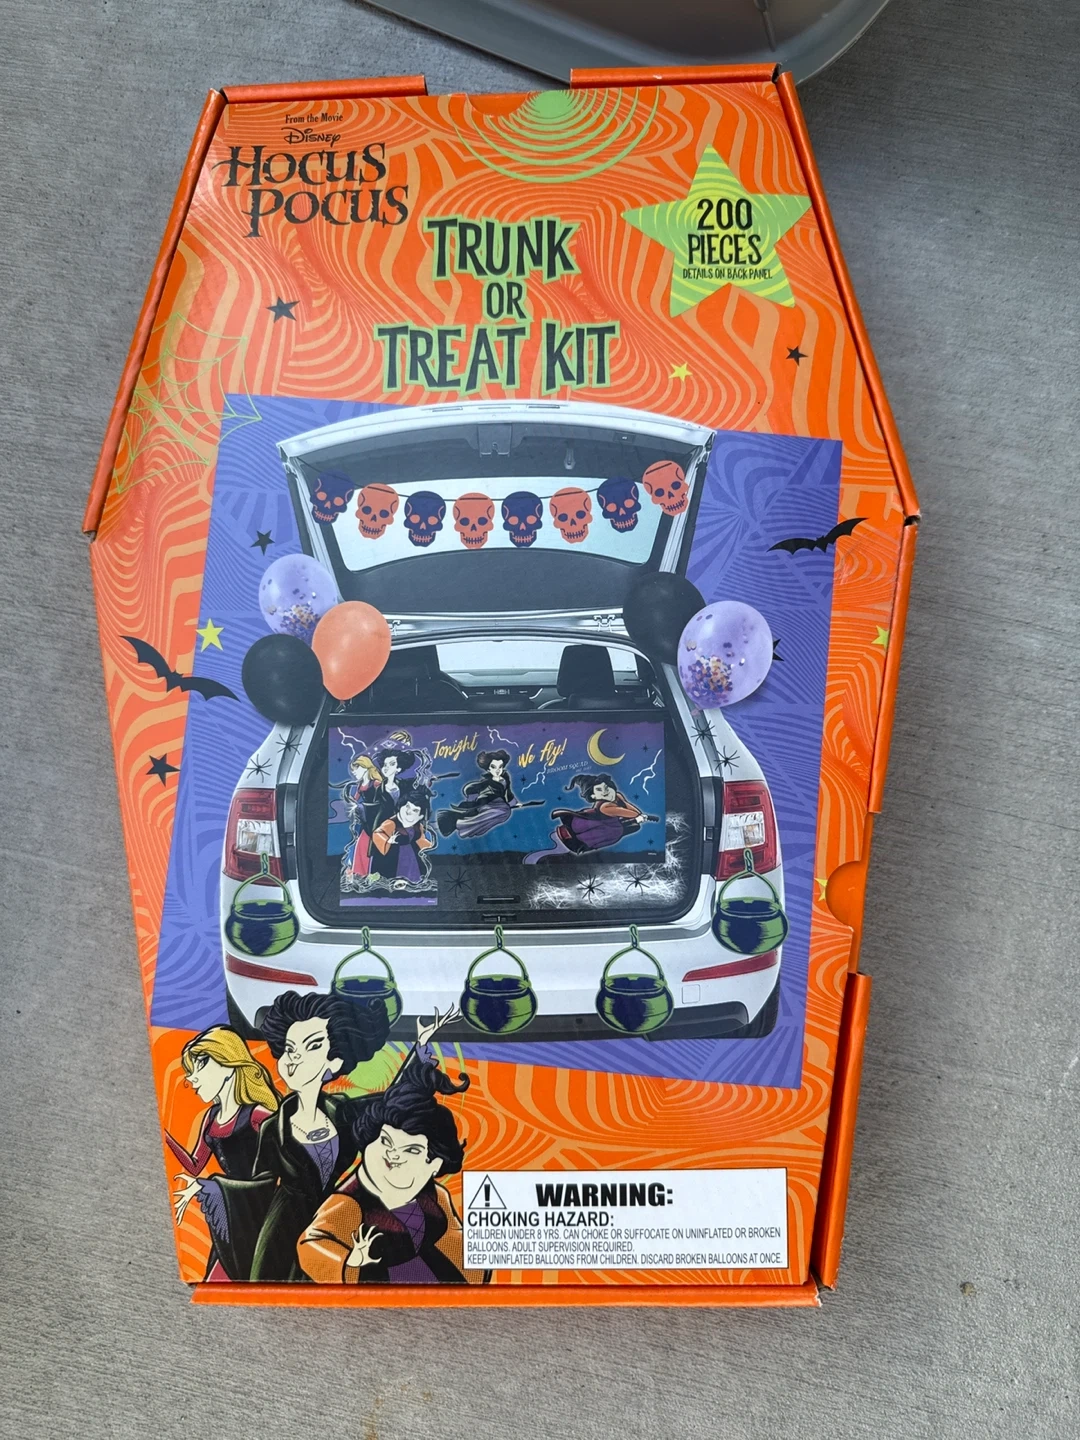 From the Movie
Disney
HOCUS
POCUS
TRUNK
OR
TREAT KIT
200
PIECES
DETAILS ON BACK PANEL
Tonight
We Fly!
BROOM SQUAD
WARNING:
CHOKING HAZARD:
CHILDREN UNDER 8 YRS. CAN CHOKE OR SUFFOCATE ON UNINFLATED OR BROKEN
BALLOONS. ADULT SUPERVISION REQUIRED.
KEEP UNINFLATED BALLOONS FROM CHILDREN. DISCARD BROKEN BALLOONS AT ONCE.